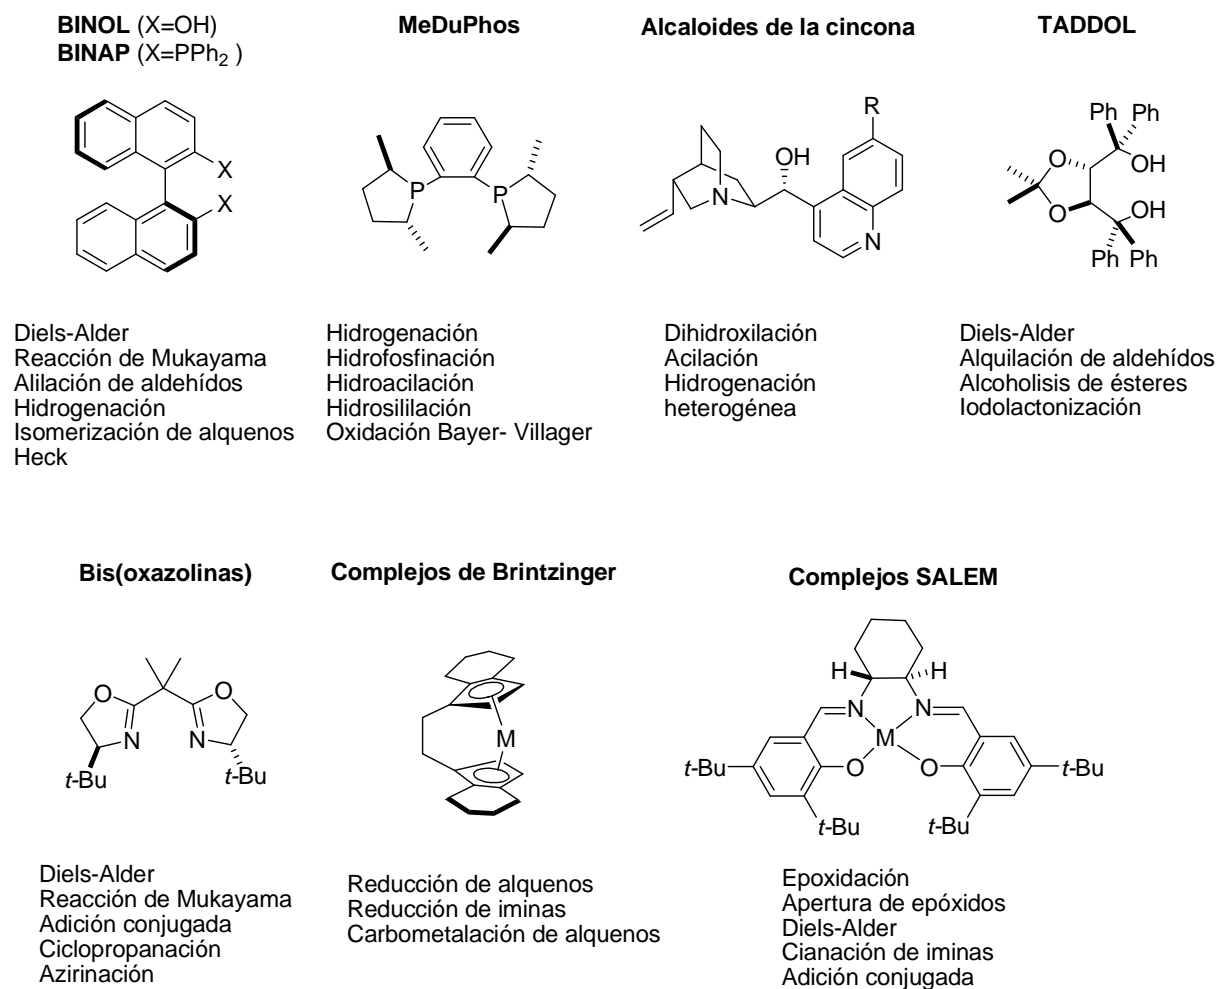 BINOL (X=OH)
BINAP (X=PPh2 )
X
X
Diels-Alder
Reacción de Mukayama
Alilación de aldehídos
Hidrogenación
Isomerización de alquenos
Heck
MeDuPhos
P
P
Hidrogenación
Hidrofosfinación
Hidroacilación
Hidrosililación
Oxidación Bayer- Villager
Alcaloides de la cincona
R
OH
N
N
Dihidroxilación
Acilación
Hidrogenación
heterogénea
TADDOL
Ph Ph
O
OH
O
OH
Ph Ph
Diels-Alder
Alquilación de aldehídos
Alcoholisis de ésteres
Iodolactonización
Bis(oxazolinas)
O O
N N
t-Bu t-Bu
Diels-Alder
Reacción de Mukayama
Adición conjugada
Ciclopropanación
Azirinación
Complejos de Brintzinger
M
Reducción de alquenos
Reducción de iminas
Carbometalación de alquenos
Complejos SALEM
H H
N N
M
t-Bu O O t-Bu
t-Bu t-Bu
Epoxidación
Apertura de epóxidos
Diels-Alder
Cianación de iminas
Adición conjugada